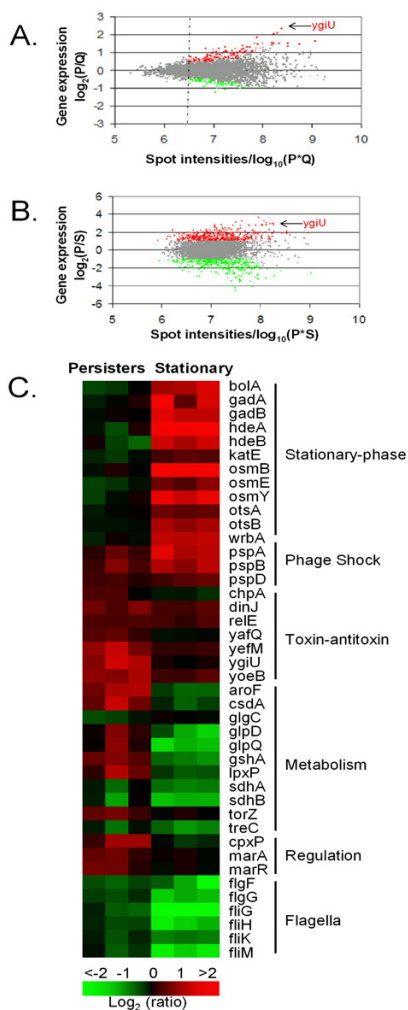 A.
Gene expression
log2(P/Q)
3
2
1
0
-1
-2
-3
ygiU
5 6 7 8 9 10
Spot intensities/log10(P*Q)
B.
Gene expression
log2(P/S)
6
4
2
0
-2
-4
-6
ygiU
5 6 7 8 9 10
Spot intensities/log10(P*S)
C.
Persisters Stationary
bolA
gadA
gadB
hdeA
hdeB
katE
osmB
osmE
osmY
otsA
otsB
wrbA
Stationary-phase
pspA
pspB
pspD
Phage Shock
chpA
dinJ
relE
yafQ
yefM
ygiU
yoeB
Toxin-antitoxin
aroF
csdA
glgC
glpD
glpQ
gshA
lpxP
sdhA
sdhB
torZ
treC
Metabolism
cpxP
marA
marR
Regulation
flgF
flgG
fliG
fliH
fliK
fliM
Flagella
<-2 -1 0 1 >2
Log2 (ratio)